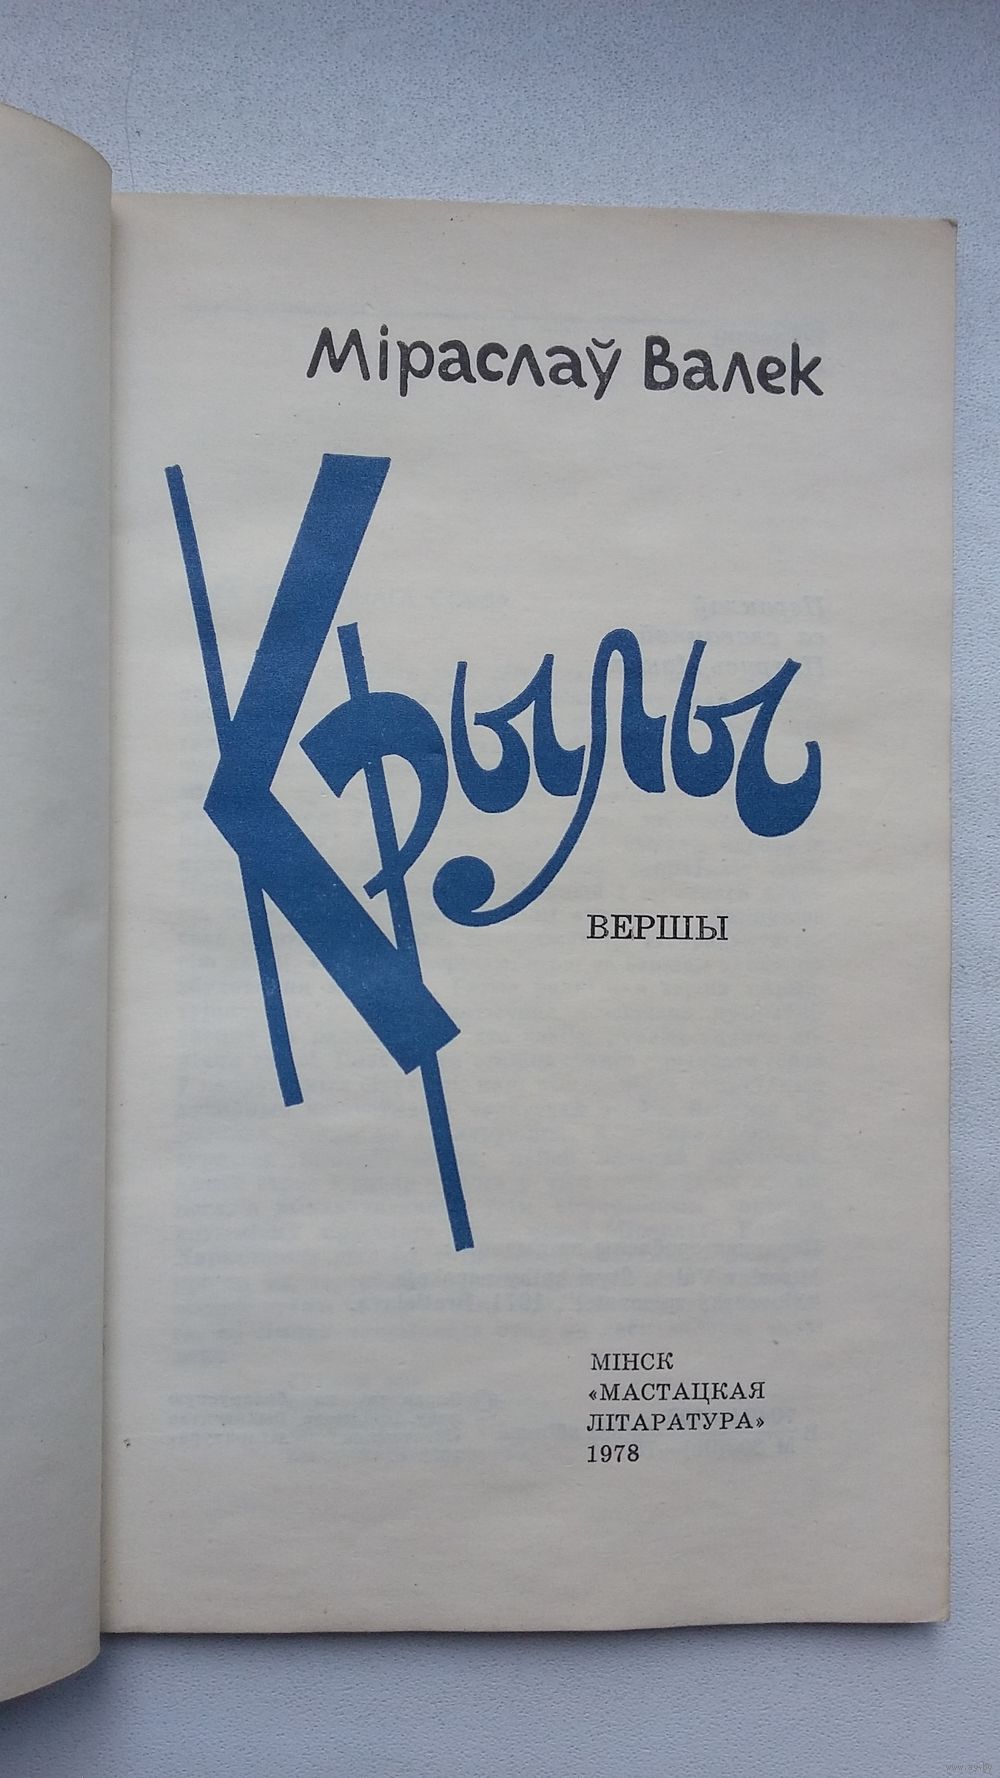 Міраслаў Валек
Крылы
ВЕРШЫ
МІНСК
«МАСТАЦКАЯ
ЛІТАРАТУРА»
1978